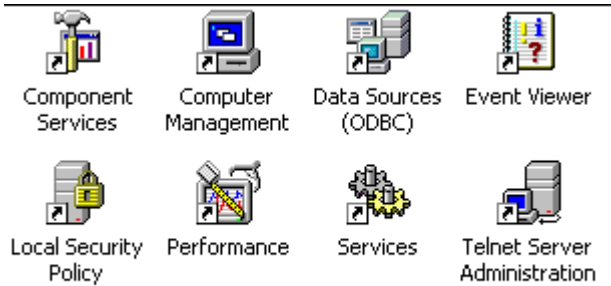 Component Services
Computer Management
Data Sources (ODBC)
Event Viewer
Local Security Policy
Performance
Services
Telnet Server Administration